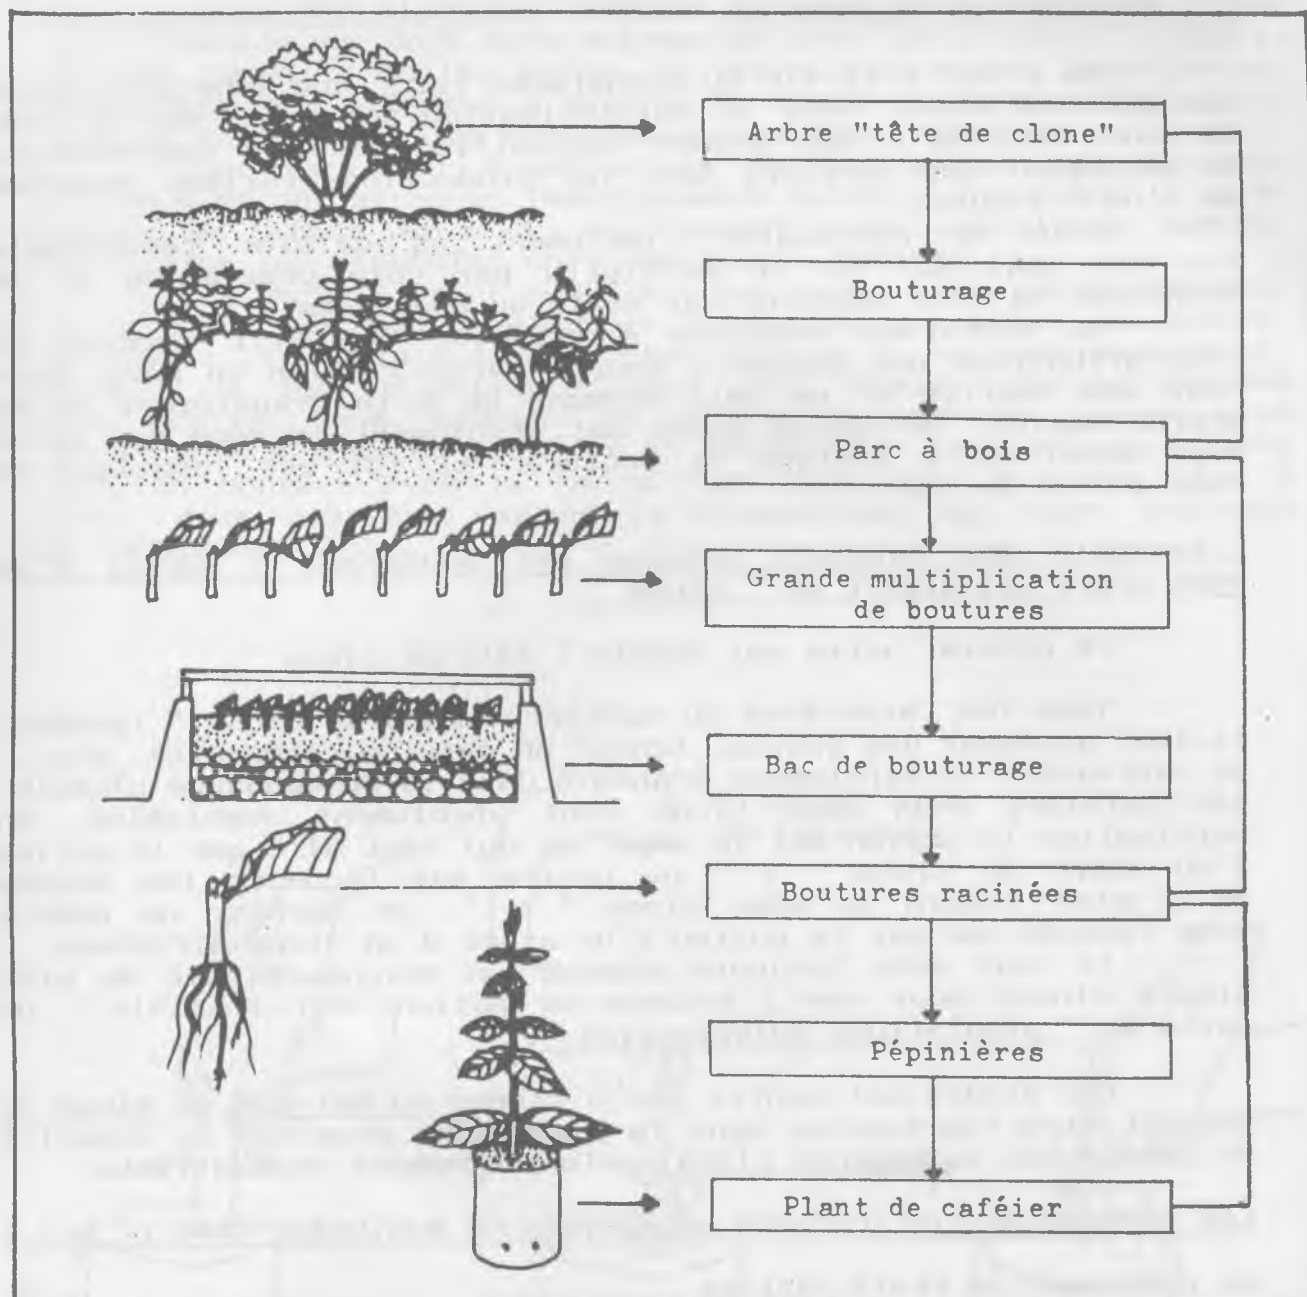 Arbre "tête de clone"
Bouturage
Parc à bois
Grande multiplication
de boutures
Bac de bouturage
Boutures racinées
Pépinières
Plant de caféier